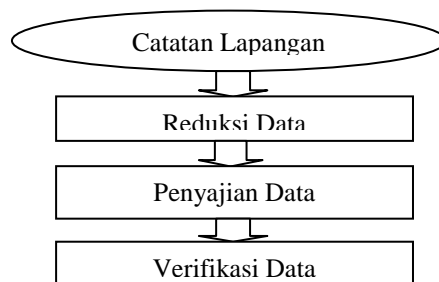 Catatan Lapangan
Reduksi Data
Penyajian Data
Verifikasi Data